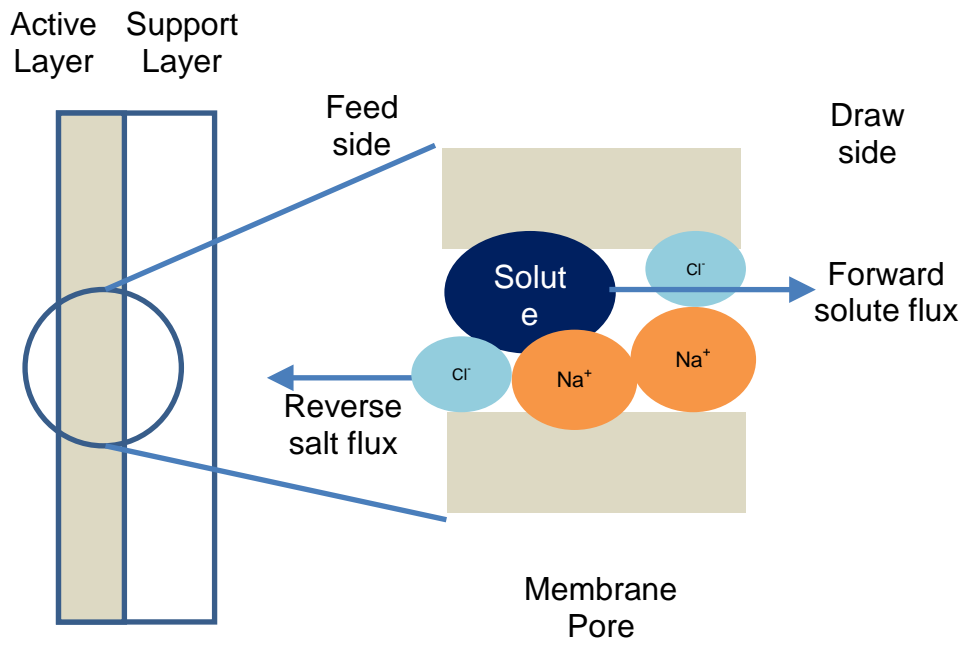 Active
Layer
Support
Layer
Feed
side
Draw
side
Solut
e
Cl-
Forward
solute flux
Cl-
Na+
Na+
Reverse
salt flux
Membrane
Pore